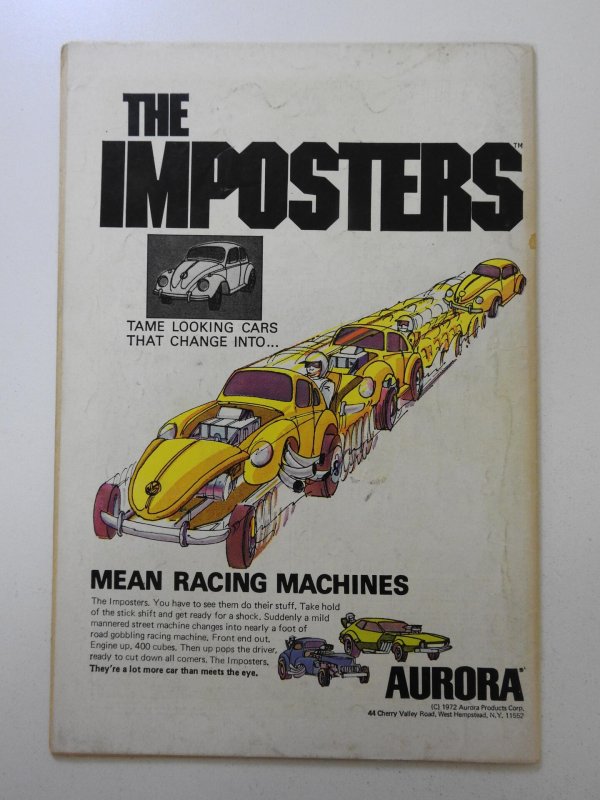 THE
IMPOSTERS™
TAME LOOKING CARS
THAT CHANGE INTO...
MEAN RACING MACHINES
The Imposters. You have to see them do their stuff. Take hold
of the stick shift and get ready for a shock. Suddenly a mild
mannered street machine changes into nearly a foot of
road gobbling racing machine. Front end out.
Engine up, 400 cubes. Then up pops the driver,
ready to cut down all comers. The Imposters.
They're a lot more car than meets the eye.
AURORA®
(C) 1972 Aurora Products Corp.
44 Cherry Valley Road, West Hempstead, N.Y. 11552